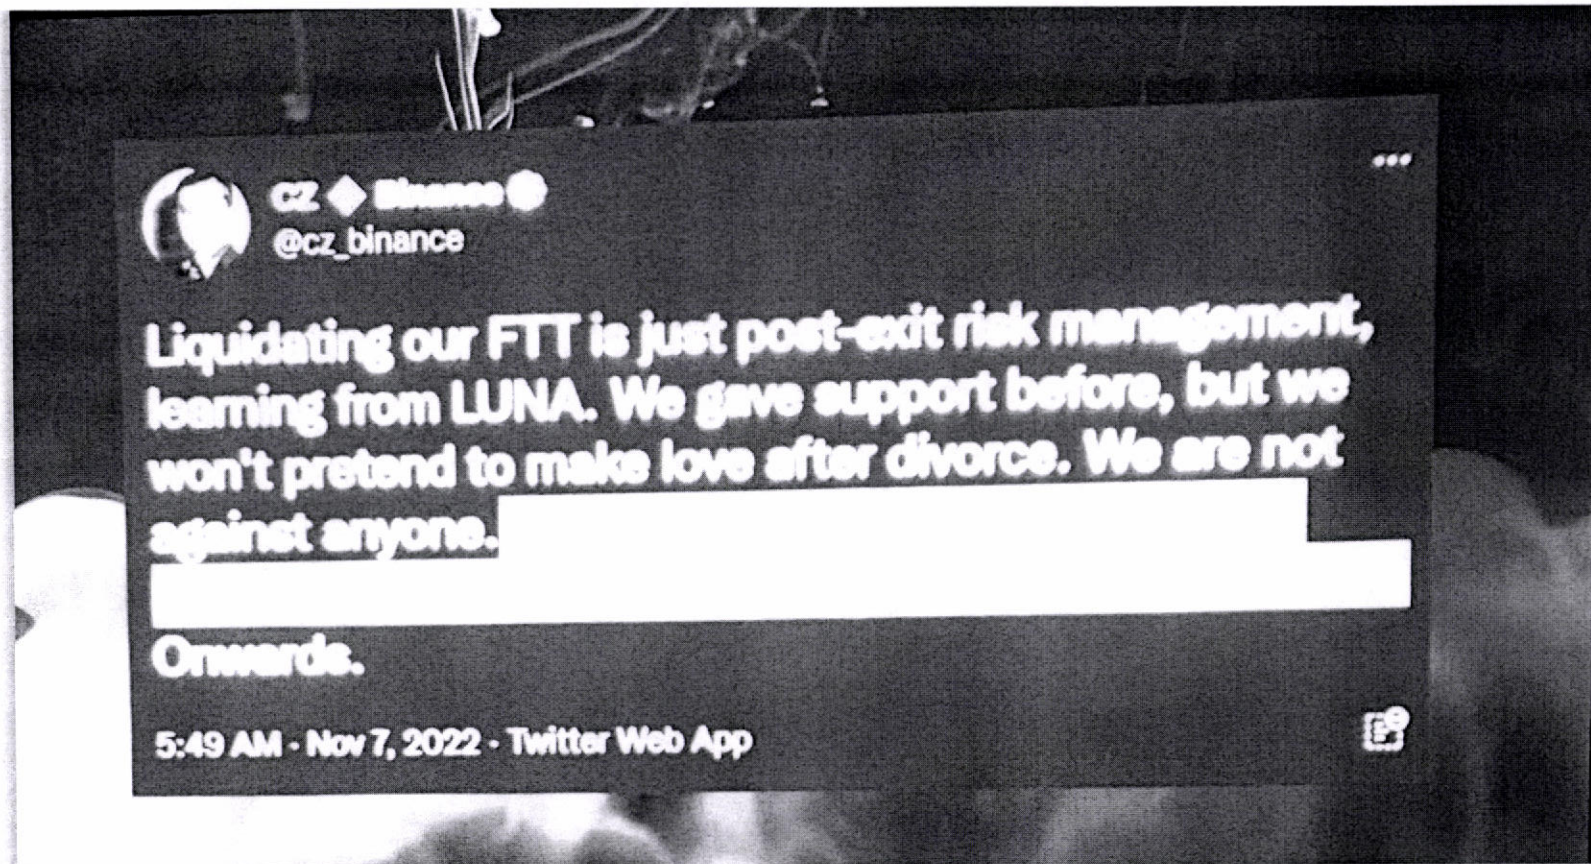 CZ 🔶 Binance
@cz_binance
Liquidating our FTT is just post-exit risk management,
learning from LUNA. We gave support before, but we
won't pretend to make love after divorce. We are not
against anyone.
Onwards.
5:49 AM · Nov 7, 2022 · Twitter Web App